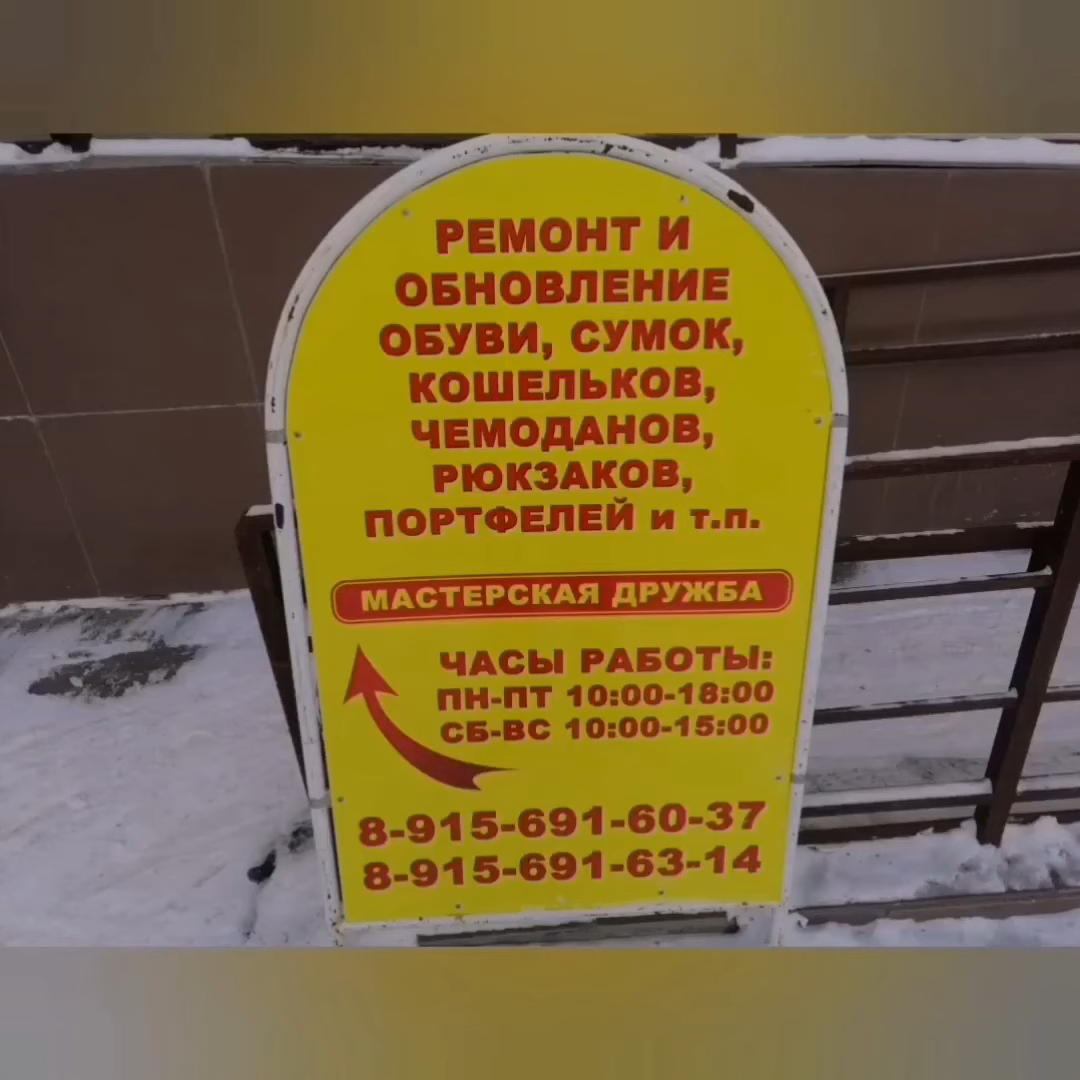 РЕМОНТ И
ОБНОВЛЕНИЕ
ОБУВИ, СУМОК,
КОШЕЛЬКОВ,
ЧЕМОДАНОВ,
РЮКЗАКОВ,
ПОРТФЕЛЕЙ и т.п.
МАСТЕРСКАЯ ДРУЖБА
ЧАСЫ РАБОТЫ:
ПН-ПТ 10:00-18:00
СБ-ВС 10:00-15:00
8-915-691-60-37
8-915-691-63-14